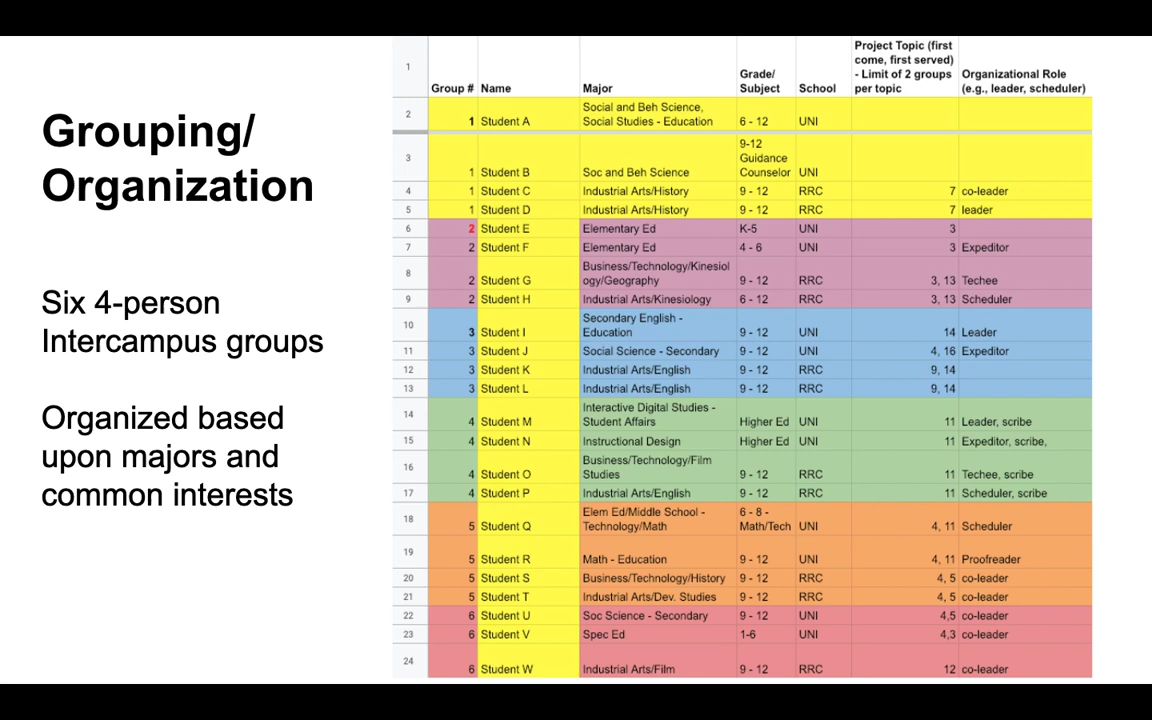 Grouping/
Organization
Six 4-person
Intercampus groups
Organized based
upon majors and
common interests
1 Group # Name Major Grade/ Subject School Project Topic (first come, first served) - Limit of 2 groups per topic Organizational Role (e.g., leader, scheduler)
2 1 Student A Social and Beh Science, Social Studies - Education 6 - 12 UNI
3 1 Student B Soc and Beh Science 9-12 Guidance Counselor UNI
4 1 Student C Industrial Arts/History 9 - 12 RRC 7 co-leader
5 1 Student D Industrial Arts/History 9 - 12 RRC 7 leader
6 2 Student E Elementary Ed K-5 UNI 3
7 2 Student F Elementary Ed 4 - 6 UNI 3 Expeditor
8 2 Student G Business/Technology/Kinesiology/Geography 9 - 12 RRC 3, 13 Techee
9 2 Student H Industrial Arts/Kinesiology 6 - 12 RRC 3, 13 Scheduler
10 3 Student I Secondary English - Education 9 - 12 UNI 14 Leader
11 3 Student J Social Science - Secondary 9 - 12 UNI 4, 16 Expeditor
12 3 Student K Industrial Arts/English 9 - 12 RRC 9, 14
13 3 Student L Industrial Arts/English 9 - 12 RRC 9, 14
14 4 Student M Interactive Digital Studies - Student Affairs Higher Ed UNI 11 Leader, scribe
15 4 Student N Instructional Design Higher Ed UNI 11 Expeditor, scribe,
16 4 Student O Business/Technology/Film Studies 9 - 12 RRC 11 Techee, scribe
17 4 Student P Industrial Arts/English 9 - 12 RRC 11 Scheduler, scribe
18 5 Student Q Elem Ed/Middle School - Technology/Math 6 - 8 - Math/Tech UNI 4, 11 Scheduler
19 5 Student R Math - Education 9 - 12 UNI 4, 11 Proofreader
20 5 Student S Business/Technology/History 9 - 12 RRC 4, 5 co-leader
21 5 Student T Industrial Arts/Dev. Studies 9 - 12 RRC 4, 5 co-leader
22 6 Student U Soc Science - Secondary 9 - 12 UNI 4,5 co-leader
23 6 Student V Spec Ed 1-6 UNI 4,3 co-leader
24 6 Student W Industrial Arts/Film 9 - 12 RRC 12 co-leader